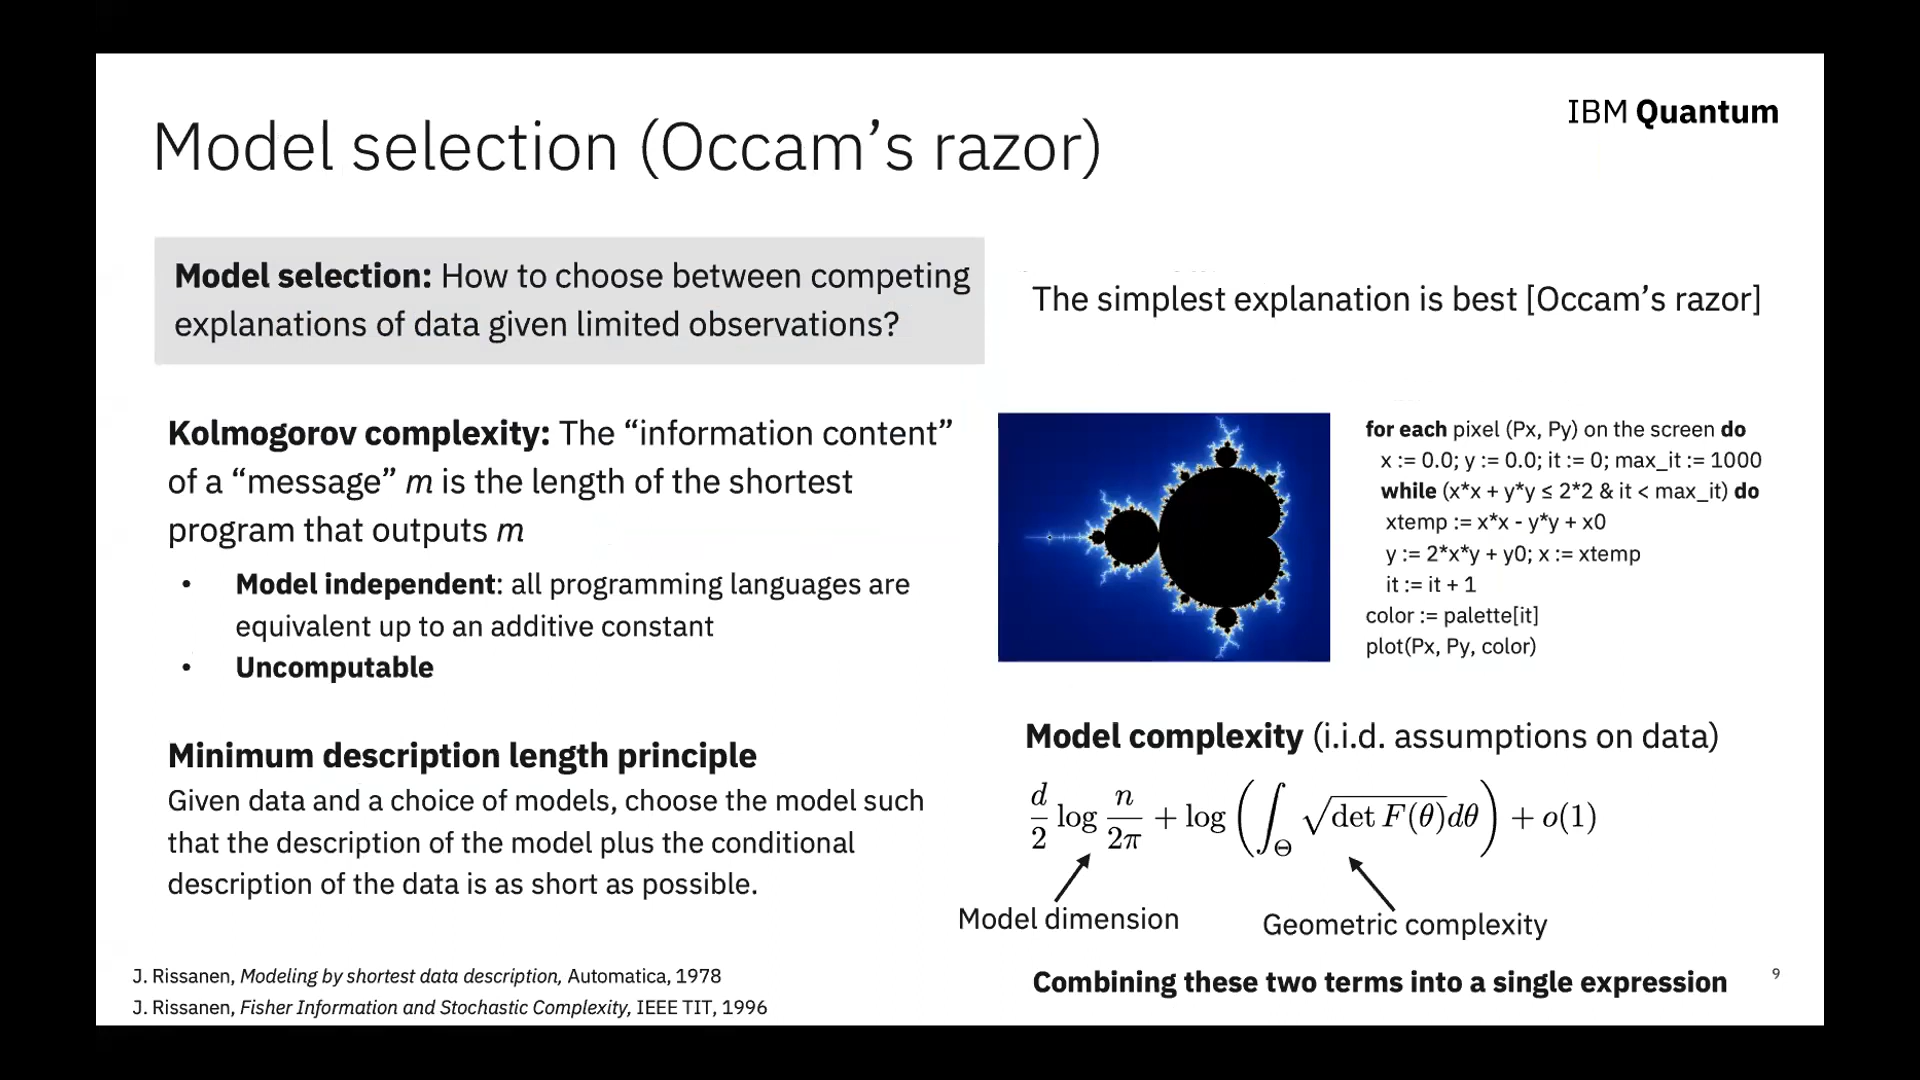 IBM Quantum
Model selection (Occam’s razor)
Model selection: How to choose between competing
explanations of data given limited observations?
The simplest explanation is best [Occam’s razor]
Kolmogorov complexity: The “information content”
of a “message” m is the length of the shortest
program that outputs m
• Model independent: all programming languages are
equivalent up to an additive constant
• Uncomputable
for each pixel (Px, Py) on the screen do
x := 0.0; y := 0.0; it := 0; max_it := 1000
while (x*x + y*y ≤ 2*2 & it < max_it) do
xtemp := x*x - y*y + x0
y := 2*x*y + y0; x := xtemp
it := it + 1
color := palette[it]
plot(Px, Py, color)
Minimum description length principle
Given data and a choice of models, choose the model such
that the description of the model plus the conditional
description of the data is as short as possible.
Model complexity (i.i.d. assumptions on data)
d/2 log n/2π + log (∫_Θ √det F(θ) dθ) + o(1)
Model dimension
Geometric complexity
Combining these two terms into a single expression
J. Rissanen, Modeling by shortest data description, Automatica, 1978
J. Rissanen, Fisher Information and Stochastic Complexity, IEEE TIT, 1996
9